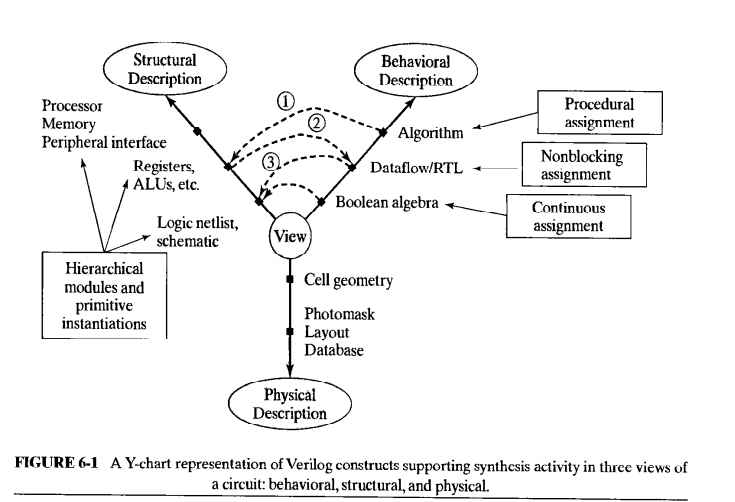 Structural
Description
Behavioral
Description
Processor
Memory
Peripheral interface
①
②
③
Algorithm
Procedural
assignment
Registers,
ALUs, etc.
Dataflow/RTL
Nonblocking
assignment
Logic netlist,
schematic
Boolean algebra
Continuous
assignment
View
Hierarchical
modules and
primitive
instantiations
Cell geometry
Photomask
Layout
Database
Physical
Description
FIGURE 6-1 A Y-chart representation of Verilog constructs supporting synthesis activity in three views of
a circuit: behavioral, structural, and physical.